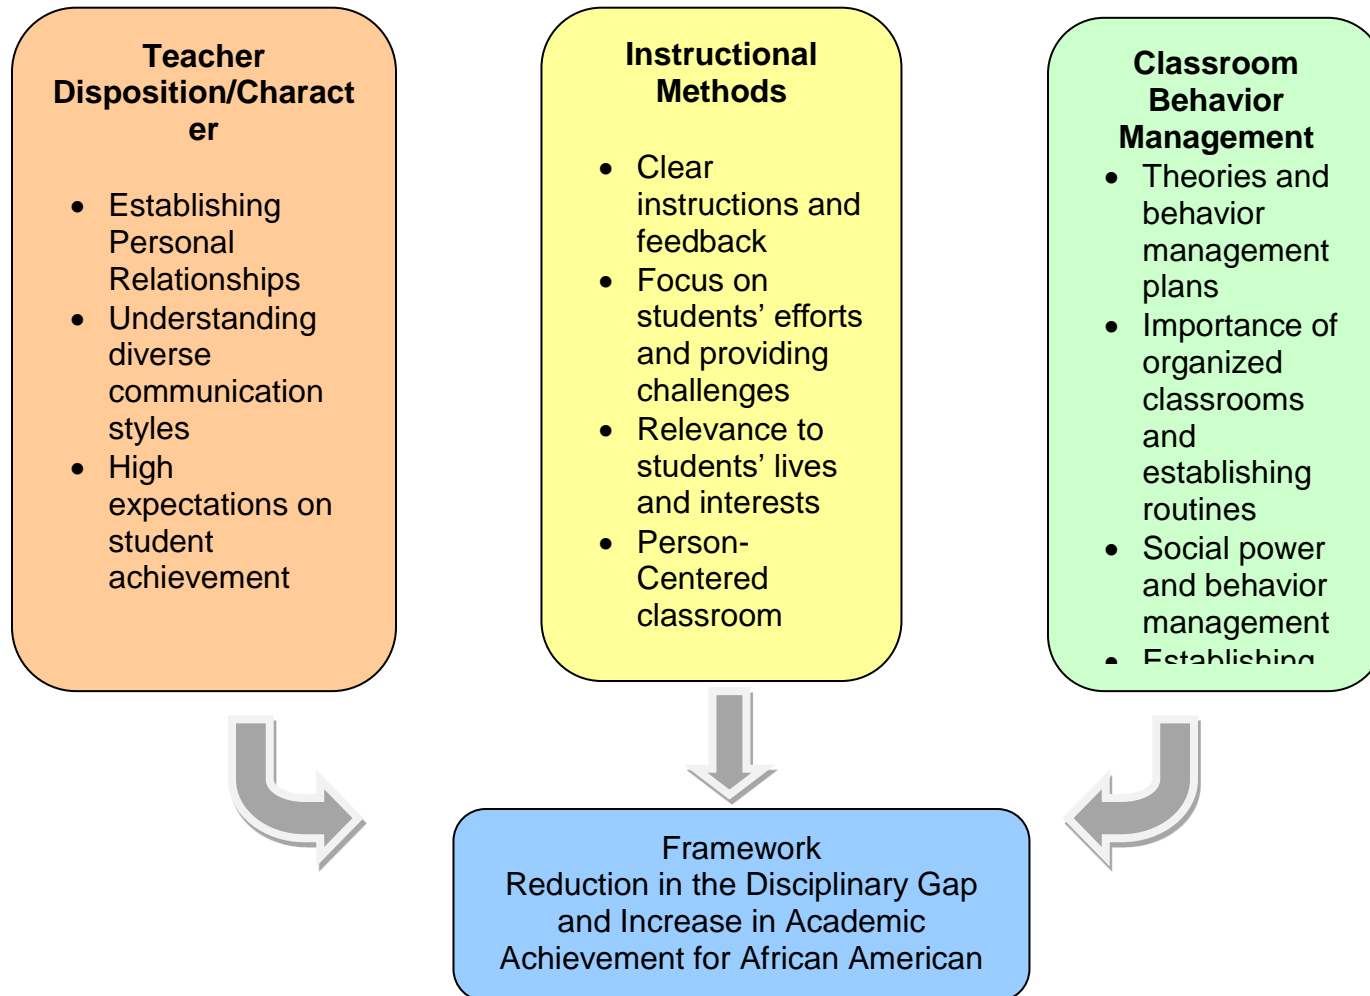 Teacher
Disposition/Charact
er
• Establishing
Personal
Relationships
• Understanding
diverse
communication
styles
• High
expectations on
student
achievement
Instructional
Methods
• Clear
instructions and
feedback
• Focus on
students’ efforts
and providing
challenges
• Relevance to
students’ lives
and interests
• Person-
Centered
classroom
Classroom
Behavior
Management
• Theories and
behavior
management
plans
• Importance of
organized
classrooms
and
establishing
routines
• Social power
and behavior
management
• Establishing
Framework
Reduction in the Disciplinary Gap
and Increase in Academic
Achievement for African American